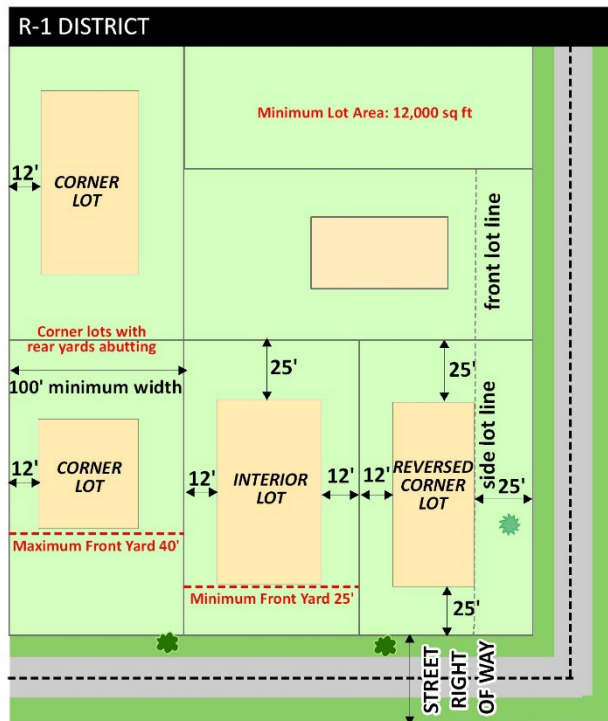 R-1 DISTRICT
Minimum Lot Area: 12,000 sq ft
12'
CORNER
LOT
front lot line
Corner lots with
rear yards abutting
100' minimum width
25'
25'
12'
CORNER
LOT
12'
INTERIOR
LOT
12'
12'
REVERSED
CORNER
LOT
side lot line
25'
Maximum Front Yard 40'
Minimum Front Yard 25'
25'
STREET
RIGHT
OF WAY